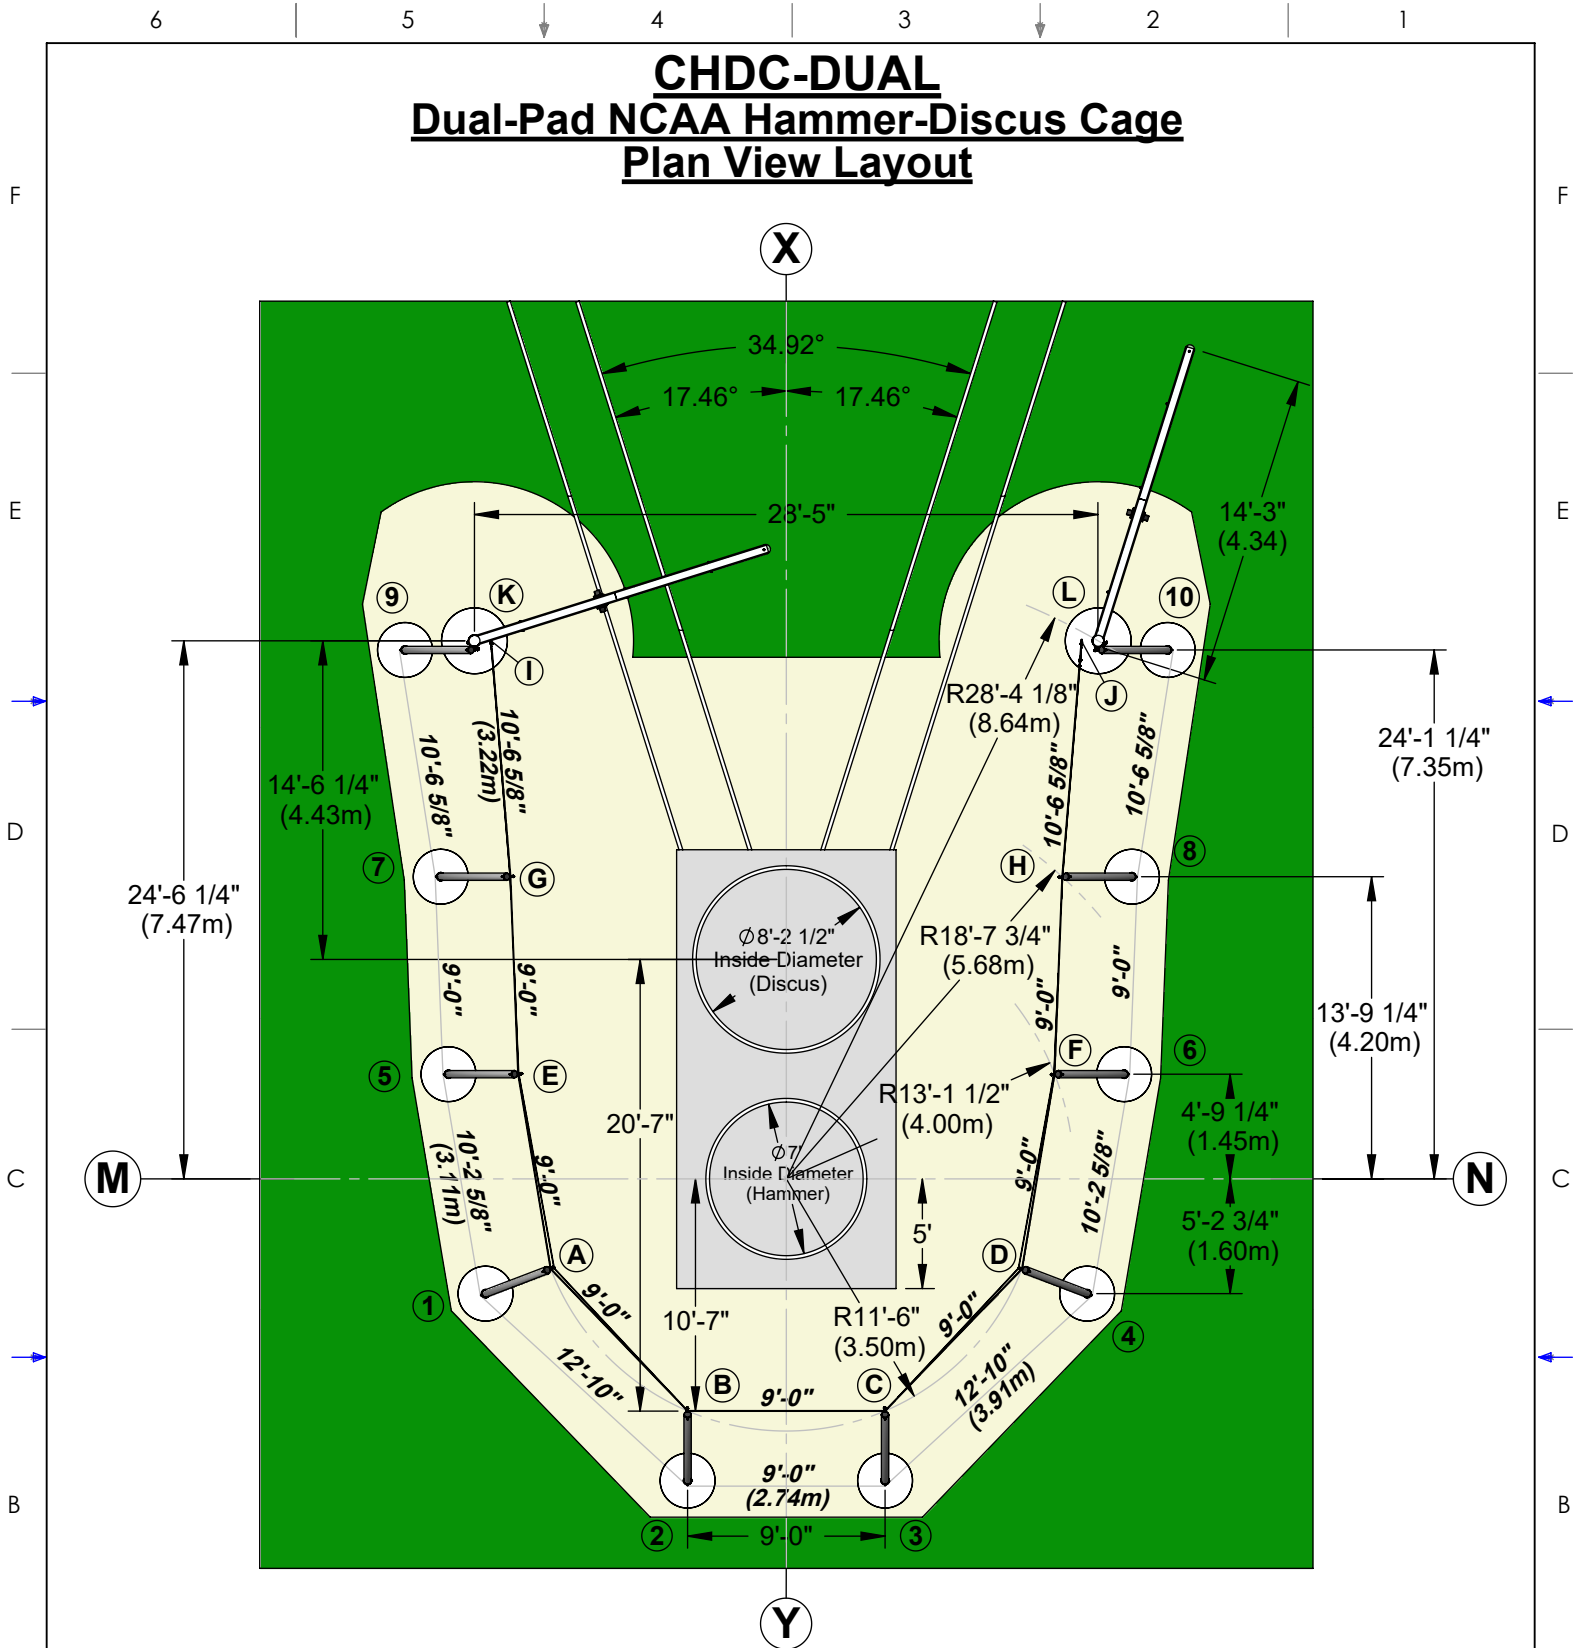 6 5 4 3 2 1
CHDC-DUAL
Dual-Pad NCAA Hammer-Discus Cage
Plan View Layout
F F
X
34.92°
17.46° 17.46°
E E
28'-5"
14'-3"
(4.34)
9 K L 10
I J
R28'-4 1/8"
(8.64m)
10'-6 5/8"
10'-6 5/8"
(3.22m)
10'-6 5/8"
10'-6 5/8"
24'-1 1/4"
(7.35m)
14'-6 1/4"
(4.43m)
D D
7 G H 8
24'-6 1/4"
(7.47m)
Ø8'-2 1/2"
Inside Diameter
(Discus)
R18'-7 3/4"
(5.68m)
9'-0" 9'-0" 9'-0" 9'-0"
13'-9 1/4"
(4.20m)
5 E F 6
R13'-1 1/2"
(4.00m)
4'-9 1/4"
(1.45m)
20'-7"
10'-2 5/8"
(3.11m)
9'-0"
Ø7'
Inside Diameter
(Hammer)
9'-0"
10'-2 5/8"
C M N C
5'-2 3/4"
(1.60m)
5'
A D
1 4
9'-0"
10'-7"
R11'-6"
(3.50m)
9'-0"
12'-10"
12'-10"
(3.91m)
B C
9'-0"
9'-0"
(2.74m)
B B
2 9'-0" 3
Y